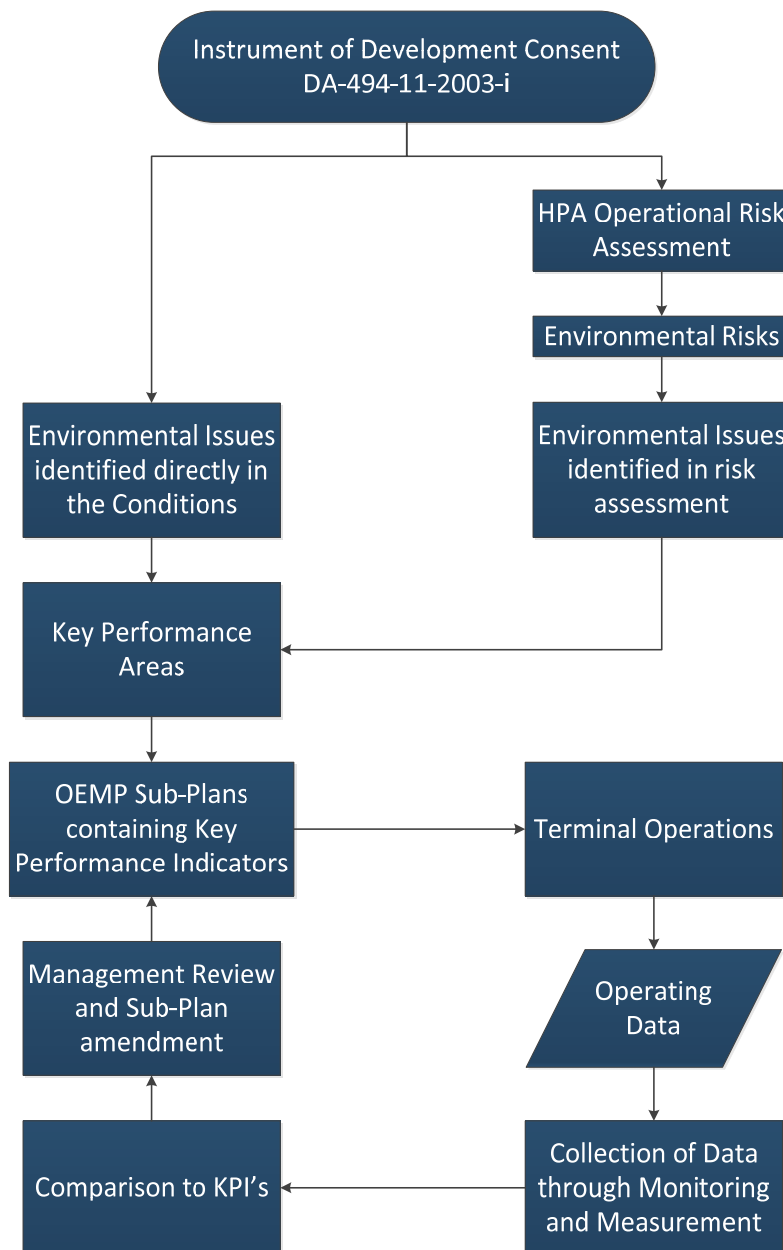 Instrument of Development Consent
DA-494-11-2003-i
HPA Operational Risk
Assessment
Environmental Risks
Environmental Issues
identified directly in
the Conditions
Environmental Issues
identified in risk
assessment
Key Performance
Areas
OEMP Sub-Plans
containing Key
Performance Indicators
Terminal Operations
Management Review
and Sub-Plan
amendment
Operating
Data
Comparison to KPI's
Collection of Data
through Monitoring
and Measurement